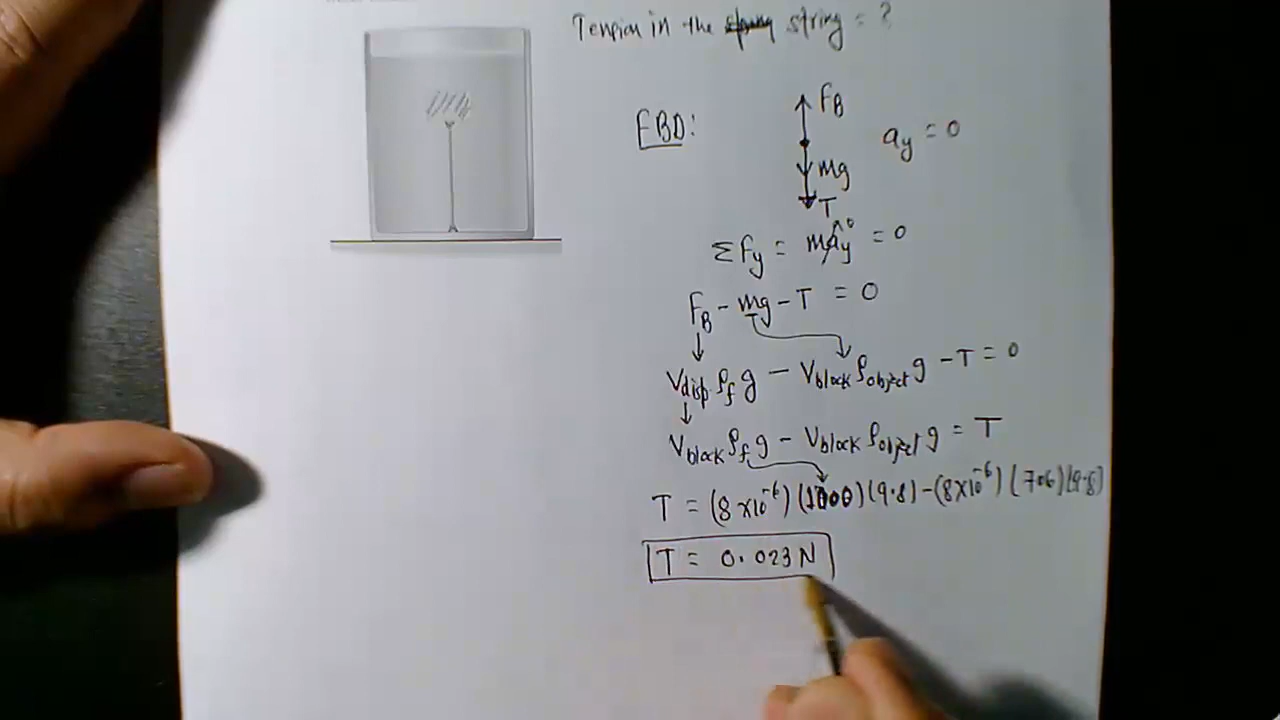 Tension in the string = ?
FBD:
F_B
a_y = 0
mg
T
ΣF_y = ma_y^0 = 0
F_B - mg - T = 0
V_disp. ρ_f g - V_block ρ_object g - T = 0
V_block ρ_f g - V_block ρ_object g = T
T = (8×10^-6)(1000)(9.8) - (8×10^-6)(706)(9.8)
T = 0.023 N